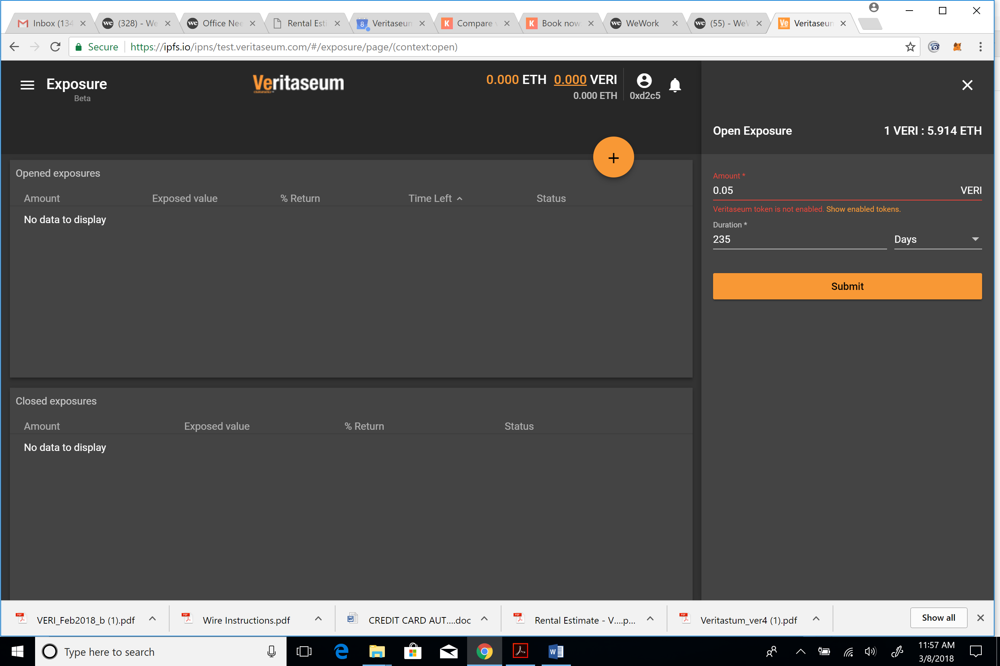 Inbox (134
(328) - We
Office Nee
Rental Esti
8
Veritaseum
K
Compare v
K
Book now
WeWork
(55) - WeW
Ve
Veritaseum
Secure
https://ipfs.io/ipns/test.veritaseum.com/#/exposure/page/(context:open)
Exposure
Beta
Veritaseum
0.000 ETH 0.000 VERI
0.000 ETH
0xd2c5
Open Exposure
1 VERI : 5.914 ETH
+
Opened exposures
Amount
Exposed value
% Return
Time Left
Status
No data to display
Amount *
0.05
VERI
Veritaseum token is not enabled. Show enabled tokens.
Duration *
235
Days
Submit
Closed exposures
Amount
Exposed value
% Return
Status
No data to display
VERI_Feb2018_b (1).pdf
Wire Instructions.pdf
CREDIT CARD AUT....doc
Rental Estimate - V....p...
Veritastum_ver4 (1).pdf
Show all
Type here to search
11:57 AM
3/8/2018